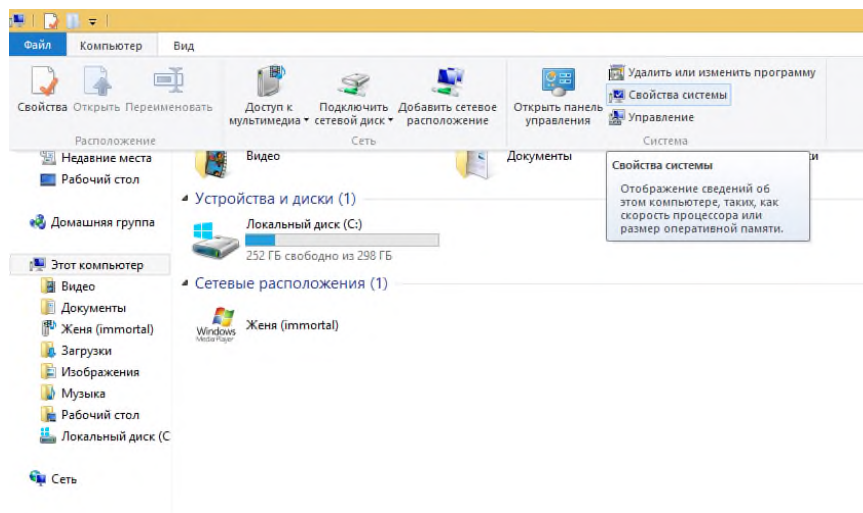 Файл Компьютер Вид
Свойства Открыть Переименовать
Расположение
Доступ к мультимедиа
Подключить сетевой диск
Добавить сетевое расположение
Сеть
Открыть панель управления
Удалить или изменить программу
Свойства системы
Управление
Система
Недавние места
Рабочий стол
Домашняя группа
Этот компьютер
Видео
Документы
Женя (immortal)
Загрузки
Изображения
Музыка
Рабочий стол
Локальный диск (C
Сеть
Видео
Документы
Устройства и диски (1)
Локальный диск (C:)
252 ГБ свободно из 298 ГБ
Сетевые расположения (1)
Windows
Media Player
Женя (immortal)
Свойства системы
Отображение сведений об
этом компьютере, таких, как
скорость процессора или
размер оперативной памяти.